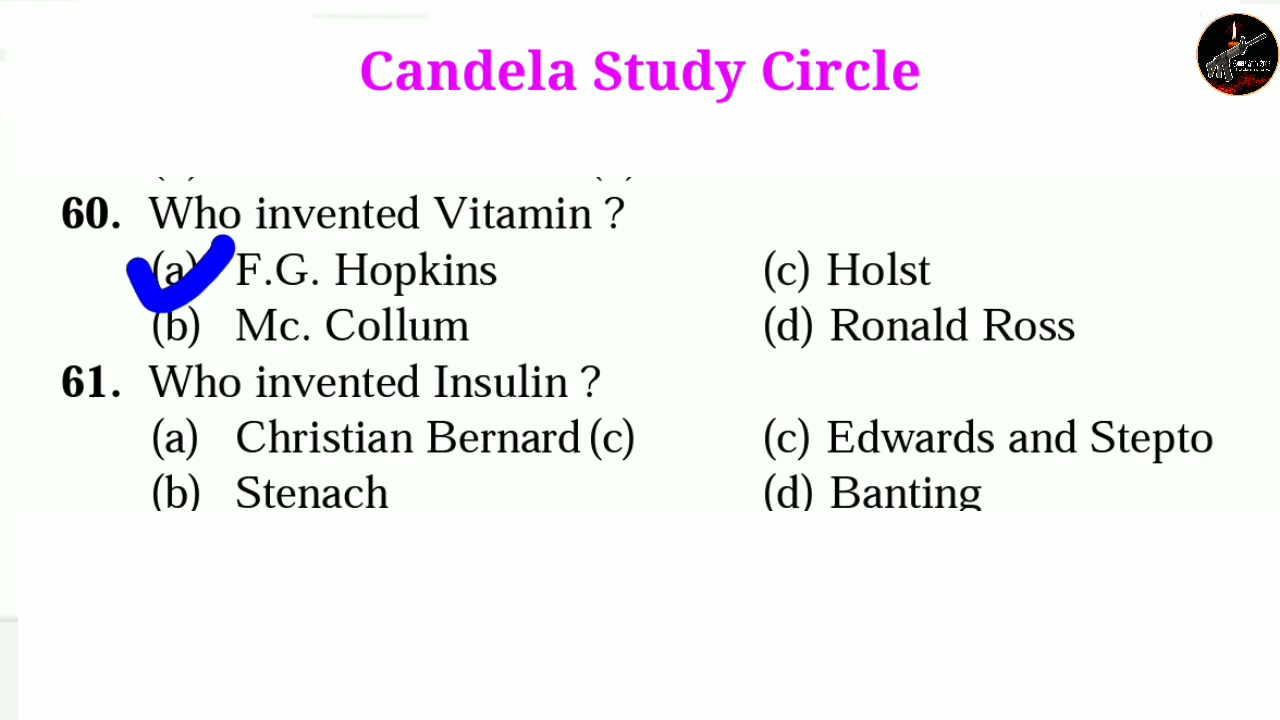 Candela Study Circle
60. Who invented Vitamin ?
(a) F.G. Hopkins (c) Holst
(b) Mc. Collum (d) Ronald Ross
61. Who invented Insulin ?
(a) Christian Bernard (c) (c) Edwards and Stepto
(b) Stenach (d) Banting